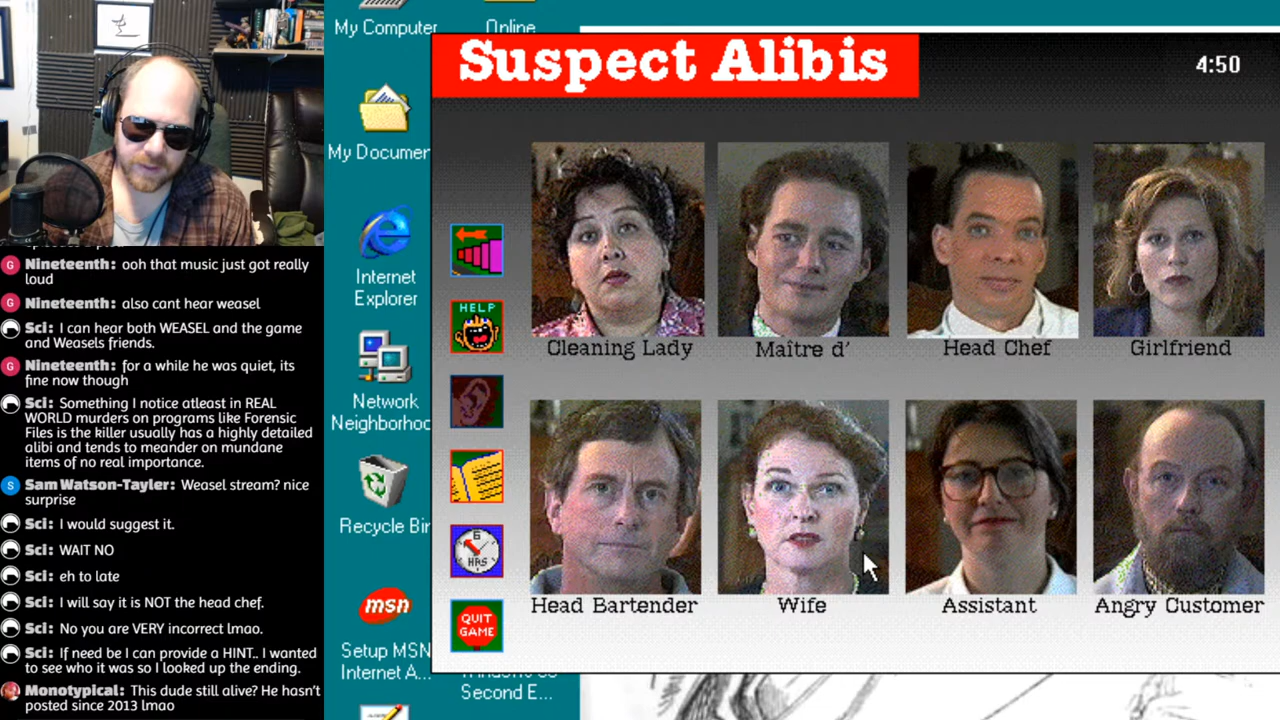 My Computer
Online
Suspect Alibis
4:50
My Documen
Internet
Explorer
Network
Neighborhoo
Recycle Bin
msn
Setup MSN
Internet A...
Second E...
HELP
6
HRS
QUIT
GAME
Cleaning Lady
Maître d'
Head Chef
Girlfriend
Head Bartender
Wife
Assistant
Angry Customer
G
Nineteenth: ooh that music just got really
loud
G
Nineteenth: also cant hear weasel
Sci: I can hear both WEASEL and the game
and Weasels friends.
G
Nineteenth: for a while he was quiet, its
fine now though
Sci: Something I notice atleast in REAL
WORLD murders on programs like Forensic
Files is the killer usually has a highly detailed
alibi and tends to meander on mundane
items of no real importance.
S
Sam Watson-Tayler: Weasel stream? nice
surprise
Sci: I would suggest it.
Sci: WAIT NO
Sci: eh to late
Sci: I will say it is NOT the head chef.
Sci: No you are VERY incorrect lmao.
Sci: If need be I can provide a HINT.. I wanted
to see who it was so I looked up the ending.
Monotypical: This dude still alive? He hasn't
posted since 2013 lmao